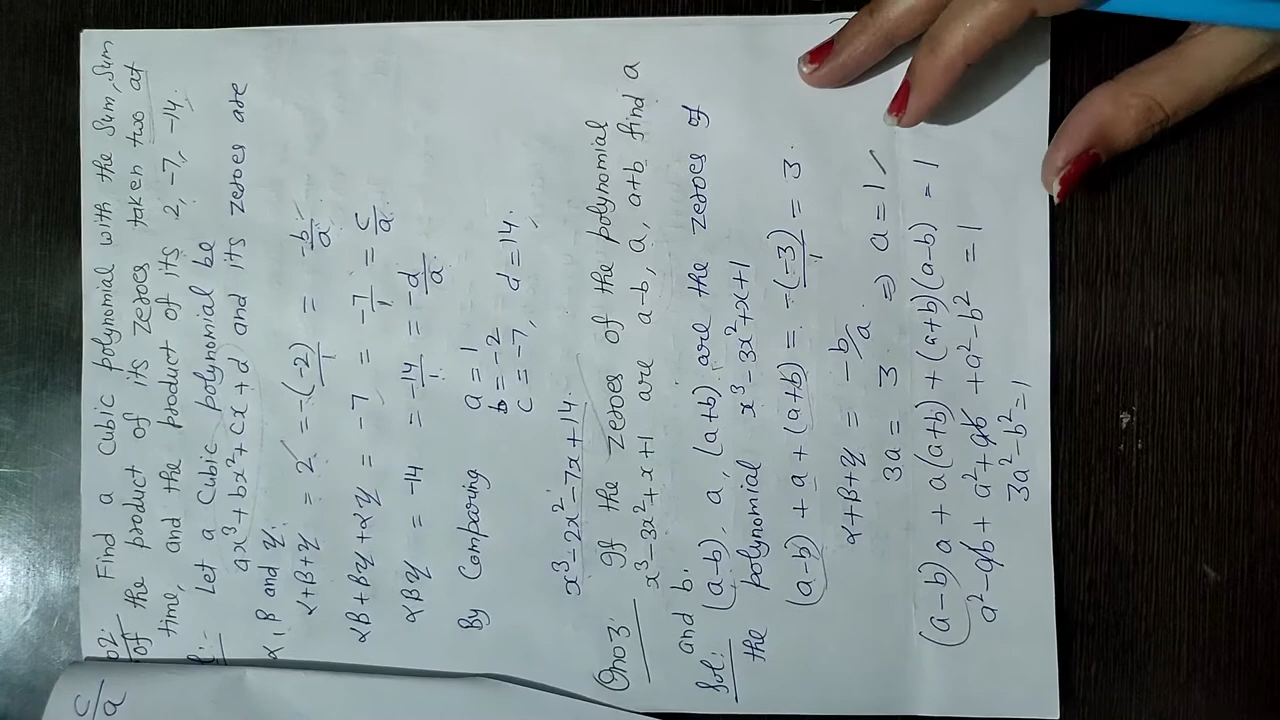 Q2. Find a cubic polynomial with the sum, sum
of the product of its zeroes taken two at
time, and the product of its 2, -7, -14.
Let a cubic polynomial be
ax³ + bx² + cx + d and its zeroes are
α, β and γ.
α+β+γ = 2 = -(-2)/1 = -b/a
αβ + βγ + αγ = -7 = -7/1 = c/a
αβγ = -14 = -14/1 = -d/a
By Comparing a = 1
b = -2
c = -7, d = 14.
x³ - 2x² - 7x + 14.
Qno3. If the zeroes of the polynomial
x³ - 3x² + x + 1 are a-b, a, a+b find a
and b.
Sol. (a-b), a, (a+b) are the zeroes of
the polynomial x³ - 3x² + x + 1
(a-b) + a + (a+b) = -(-3)/1 = 3.
α+β+γ = -b/a
3a = 3 ⇒ a = 1 ✓
(a-b)a + a(a+b) + (a+b)(a-b) = 1
a² - ab + a² + ab + a² - b² = 1
3a² - b² = 1
c/a